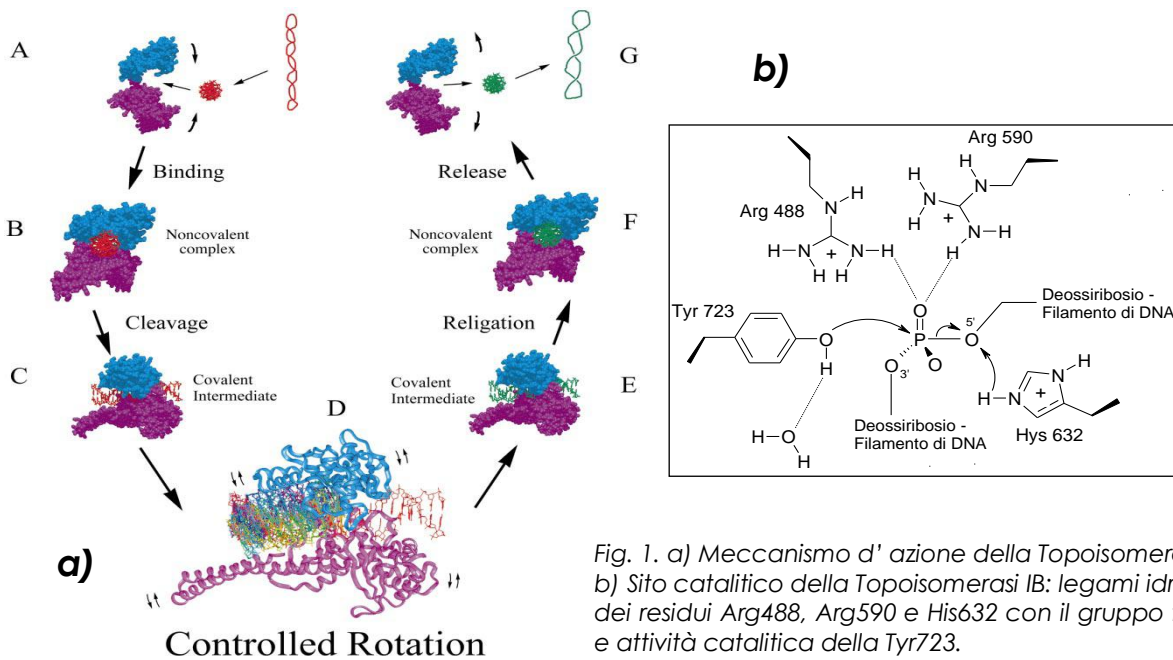 A
G
Binding
Release
B
Noncovalent
complex
Noncovalent
complex
F
Cleavage
Religation
C
Covalent
Intermediate
Covalent
Intermediate
E
D
a)
Controlled Rotation
b)
Arg 590
Arg 488
H
H
N
N
H
H
N
N
H
+
+
H
N
N
H
N
H
H
H
H
Tyr 723
O
O
H
P
O
5'
O
3'
O
Deossiribosio -
Filamento di DNA
Deossiribosio -
Filamento di DNA
H
O
H
H
N
+
N
H
Hys 632
Fig. 1. a) Meccanismo d' azione della
b) Sito catalitico della Topoisomerasi IB: legami
dei residui Arg488, Arg590 e His632 con il gruppo
e attività catalitica della Tyr723.